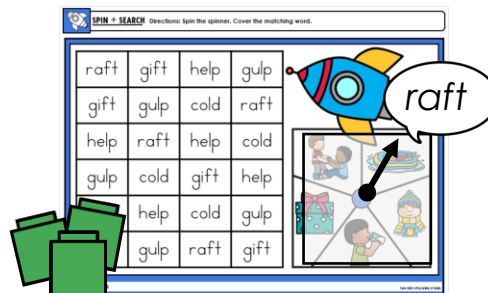 SPIN + SEARCH Directions: Spin the spinner. Cover the matching word.
raft gift help gulp
gift gulp cold raft
help raft help cold
gulp cold gift help
help cold gulp
gulp raft gift
raft